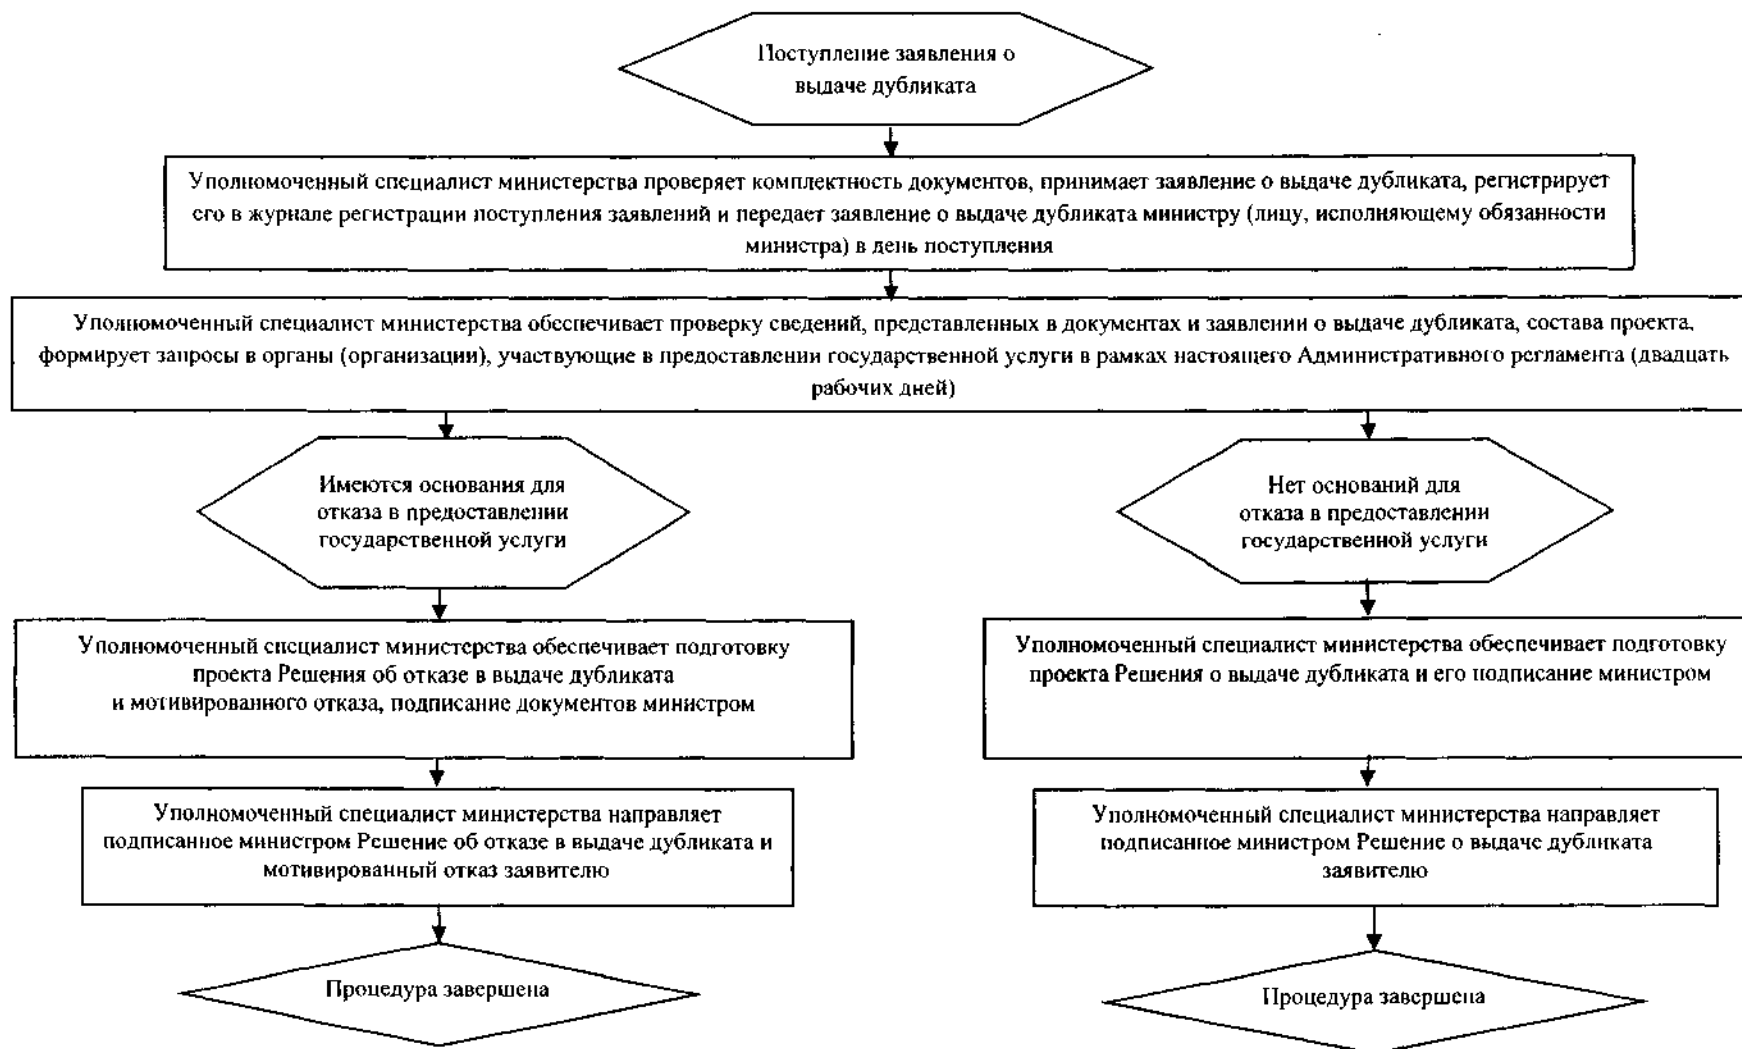 Поступление заявления о
выдаче дубликата
Уполномоченный специалист министерства проверяет комплектность документов, принимает заявление о выдаче дубликата, регистрирует
его в журнале регистрации поступления заявлений и передает заявление о выдаче дубликата министру (лицу, исполняющему обязанности
министра) в день поступления
Уполномоченный специалист министерства обеспечивает проверку сведений, представленных в документах и заявлении о выдаче дубликата, состава проекта,
формирует запросы в органы (организации), участвующие в предоставлении государственной услуги в рамках настоящего Административного регламента (двадцать
рабочих дней)
Имеются основания для
отказа в предоставлении
государственной услуги
Нет оснований для
отказа в предоставлении
государственной услуги
Уполномоченный специалист министерства обеспечивает подготовку
проекта Решения об отказе в выдаче дубликата
и мотивированного отказа, подписание документов министром
Уполномоченный специалист министерства обеспечивает подготовку
проекта Решения о выдаче дубликата и его подписание министром
Уполномоченный специалист министерства направляет
подписанное министром Решение об отказе в выдаче дубликата и
мотивированный отказ заявителю
Уполномоченный специалист министерства направляет
подписанное министром Решение о выдаче дубликата
заявителю
Процедура завершена
Процедура завершена